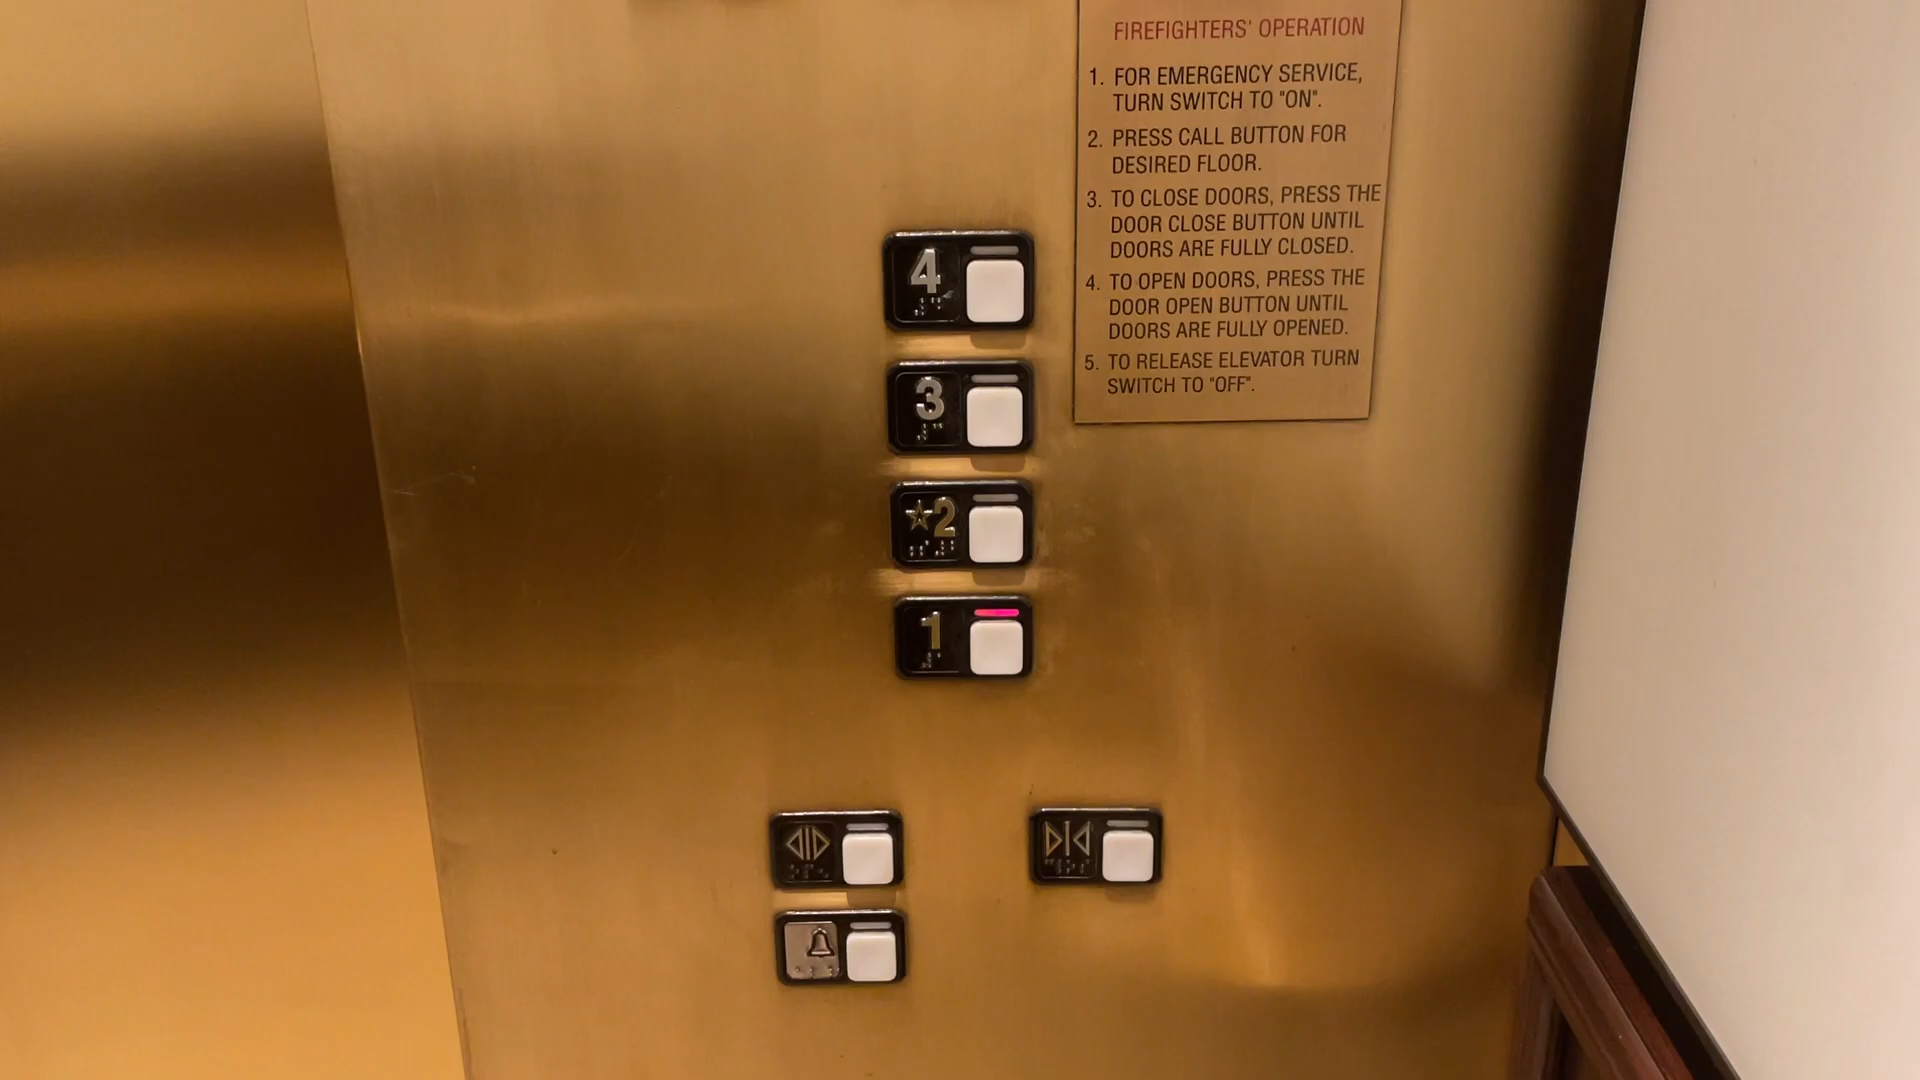 FIREFIGHTERS' OPERATION
1. FOR EMERGENCY SERVICE,
TURN SWITCH TO "ON".
2. PRESS CALL BUTTON FOR
DESIRED FLOOR.
3. TO CLOSE DOORS, PRESS THE
DOOR CLOSE BUTTON UNTIL
DOORS ARE FULLY CLOSED.
4. TO OPEN DOORS, PRESS THE
DOOR OPEN BUTTON UNTIL
DOORS ARE FULLY OPENED.
5. TO RELEASE ELEVATOR TURN
SWITCH TO "OFF".
4
3
☆2
1